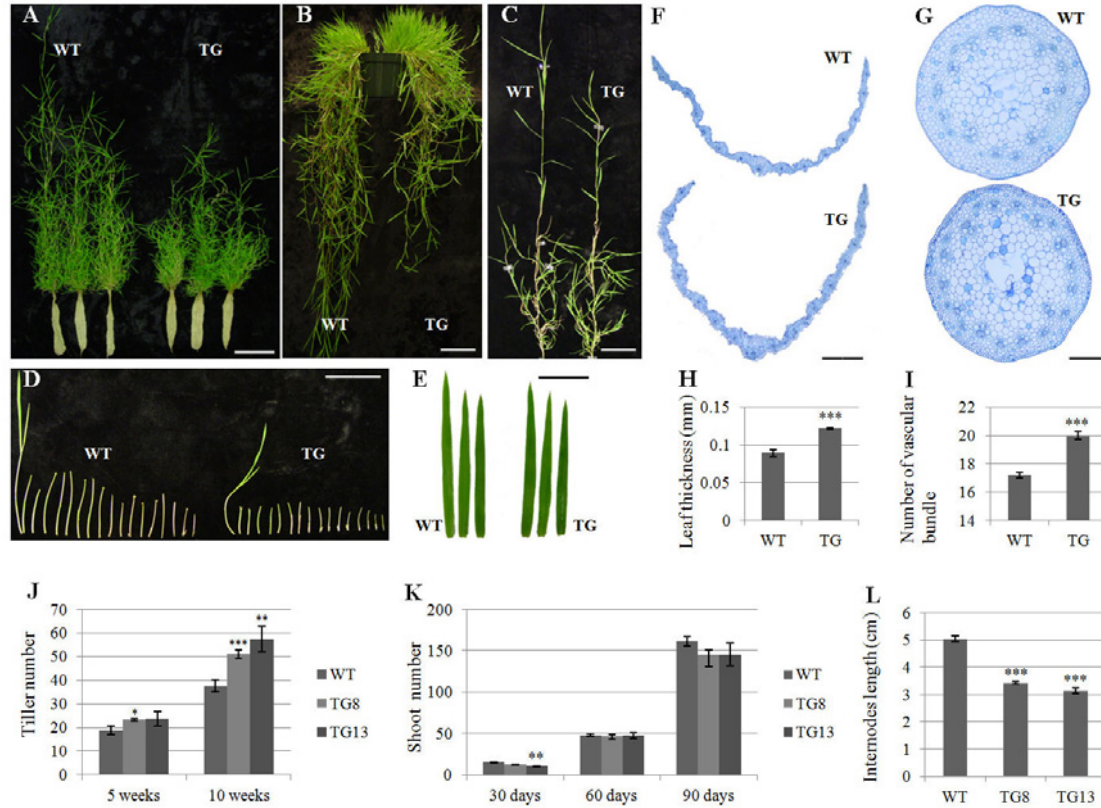 A
WT
TG
B
WT
TG
C
WT
TG
F
WT
TG
G
WT
TG
D
WT
TG
E
WT
TG
H
Leaf thickness (mm)
0.15
0.1
0.05
0
***
WT
TG
I
Number of vascular
bundle
22
20
18
16
14
***
WT
TG
J
Tiller number
70
60
50
40
30
20
10
0
*
***
**
5 weeks
10 weeks
WT
TG8
TG13
K
Shoot number
200
150
100
50
0
**
30 days
60 days
90 days
WT
TG8
TG13
L
Internodes length (cm)
6
5
4
3
2
1
0
***
***
WT
TG8
TG13